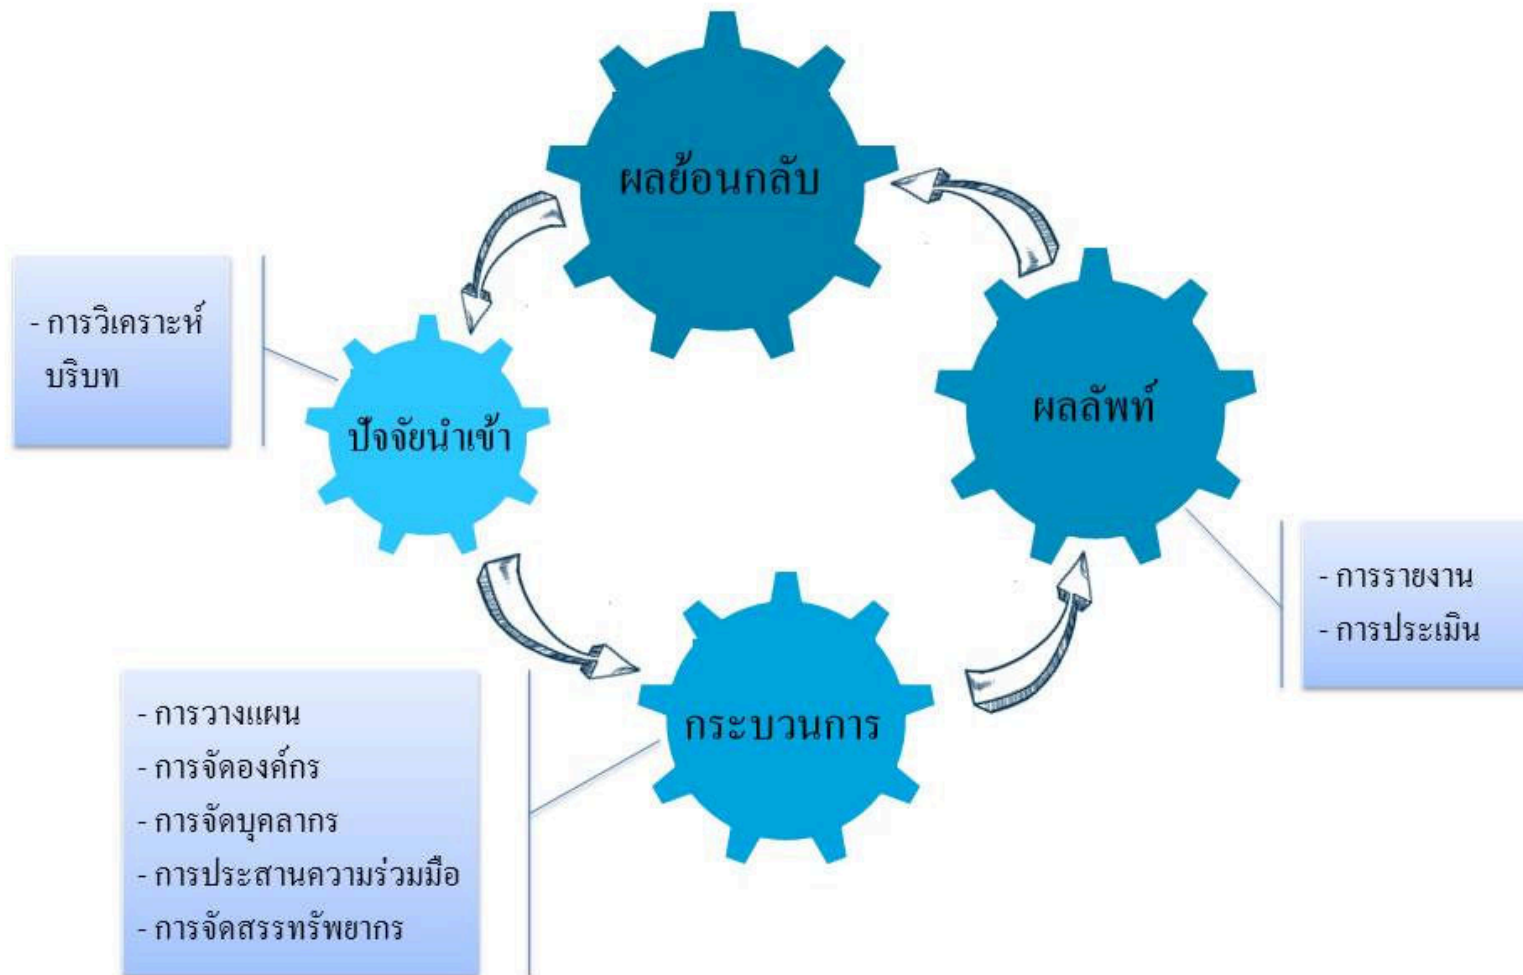 ผลย้อนกลับ
- การวิเคราะห์
บริบท
ปัจจัยนำเข้า
ผลลัพท์
- การรายงาน
- การประเมิน
กระบวนการ
- การวางแผน
- การจัดองค์กร
- การจัดบุคลากร
- การประสานความร่วมมือ
- การจัดสรรทรัพยากร